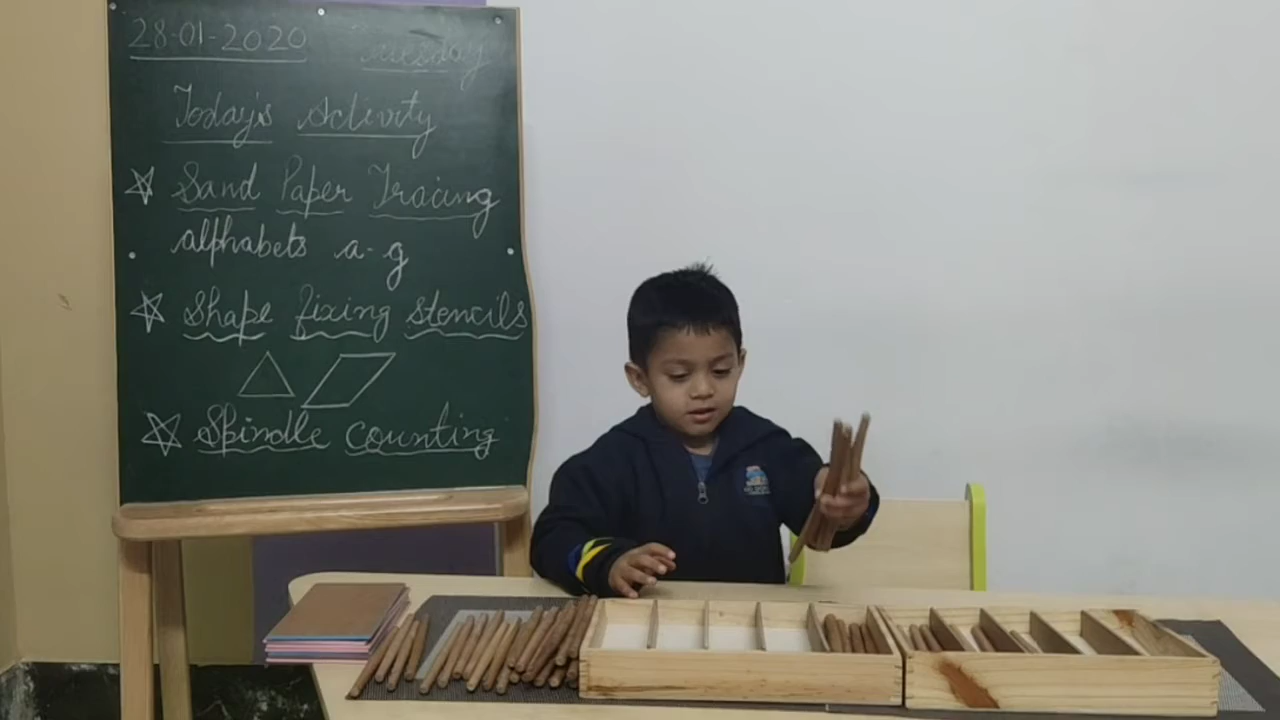 28-01-2020 Tuesday
Today's Activity
Sand Paper Tracing
alphabets a-g
Shape fixing stencils
Spindle counting